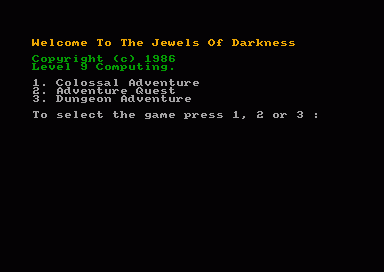 Welcome To The Jewels Of Darkness
Copyright (c) 1986
Level 9 Computing.
1. Colossal Adventure
2. Adventure Quest
3. Dungeon Adventure
To select the game press 1, 2 or 3 :